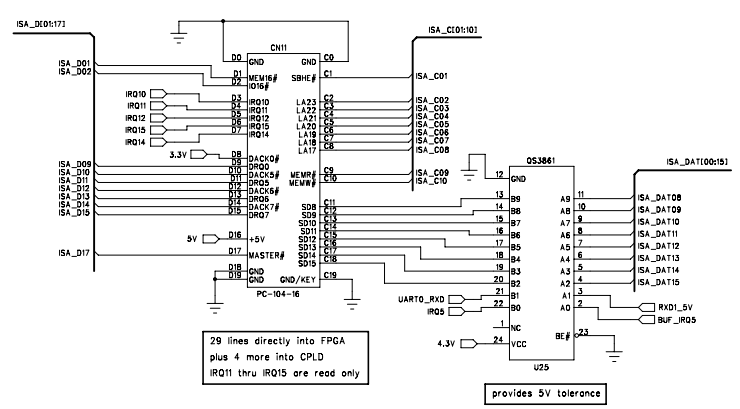 ISA_D[01:17]
ISA_C[01:10]
CN11
D0 GND GND C0
ISA_D01 D1 MEM16# SBHE# C1 ISA_C01
ISA_D02 D2 IO16#
IRQ10 D3 IRQ10 LA23 C2 ISA_C02
IRQ11 D4 IRQ11 LA22 C3 ISA_C03
IRQ12 D5 IRQ12 LA21 C4 ISA_C04
IRQ15 D6 IRQ15 LA20 C5 ISA_C05
IRQ14 D7 IRQ14 LA19 C6 ISA_C06
LA18 C7 ISA_C07
LA17 C8 ISA_C08
3.3V D8 DACK0#
ISA_D09 D9 DRQ0 MEMR# C9 ISA_C09
ISA_D10 D10 DACK5# MEMW# C10 ISA_C10
ISA_D11 D11 DRQ5
ISA_D12 D12 DACK6#
ISA_D13 D13 DRQ6
ISA_D14 D14 DACK7#
ISA_D15 D15 DRQ7
SD8 C11
SD9 C12
SD10 C13
SD11 C14
SD12 C15
SD13 C16
SD14 C17
SD15 C18
5V D16 +5V
ISA_D17 D17 MASTER#
D18 GND
D19 GND GND/KEY C19
PC-104-16
QS3861
ISA_DAT[00:15]
12 GND
13 B9 A9 11 ISA_DAT08
14 B8 A8 10 ISA_DAT09
15 B7 A7 9 ISA_DAT10
16 B6 A6 8 ISA_DAT11
17 B5 A5 7 ISA_DAT12
18 B4 A4 6 ISA_DAT13
19 B3 A3 5 ISA_DAT14
20 B2 A2 4 ISA_DAT15
UART0_RXD 21 B1 A1 3 RXD1_5V
IRQ5 22 B0 A0 2 BUF_IRQ5
1 NC
BE# 23
4.3V 24 VCC
U25
29 lines directly into FPGA
plus 4 more into CPLD
IRQ11 thru IRQ15 are read only
provides 5V tolerance